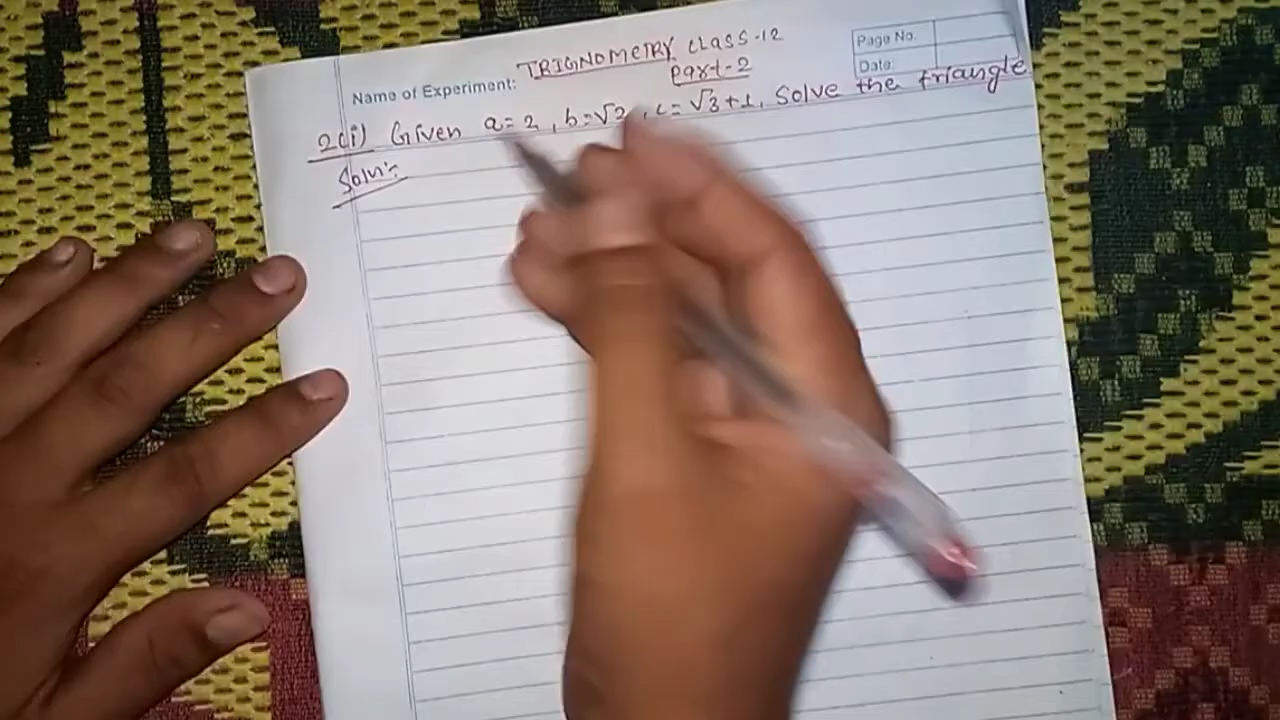 TRIGNOMETRY CLASS-12
Name of Experiment:
Part-2
Page No.
Date:
2(i) Given a=2, b=√2, c=√3+1. Solve the triangle
Soln:-